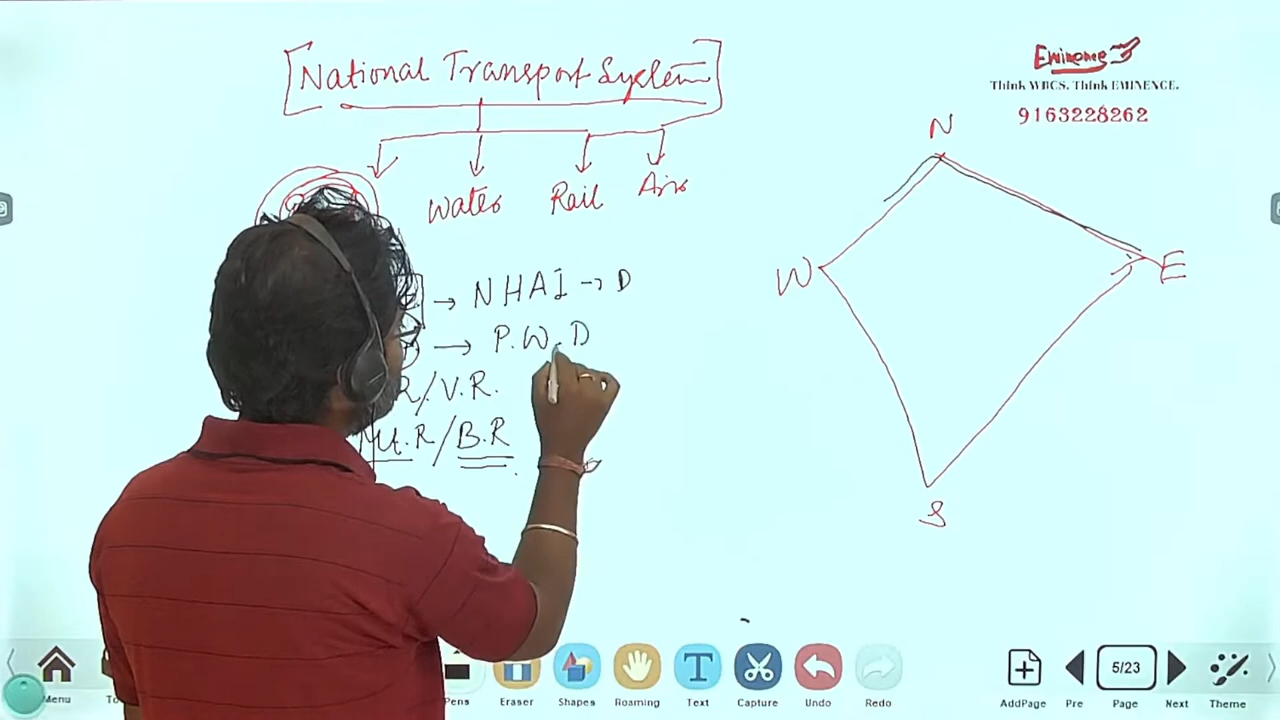 National Transport System
Water Rail Air
→ NHAI → D
→ P.W.D
R/V.R.
Mt.R/B.R.
Eminence
Think WBCS. Think EMINENCE.
9163228262
N
W
E
S
Menu
Pens
Eraser
Shapes
Roaming
Text
Capture
Undo
Redo
AddPage
Pre
5/23
Page
Next
Theme